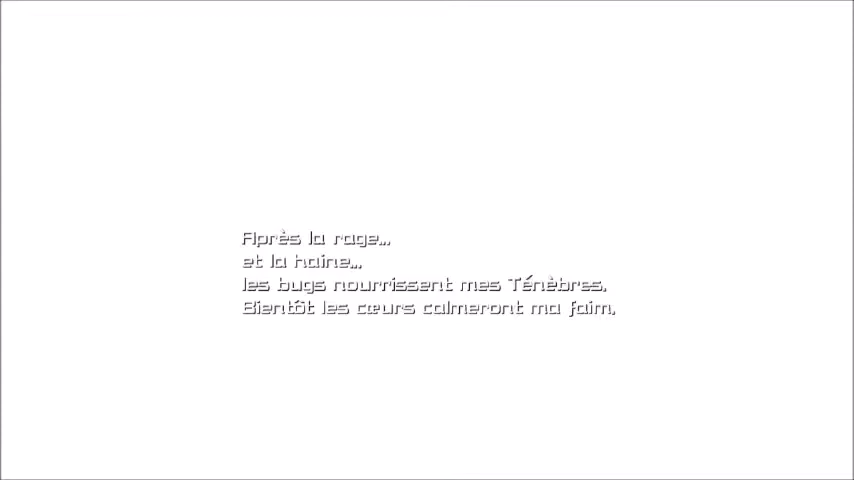 Après la rage...
et la haine...
les bugs nourrissent mes Ténèbres.
Bientôt les cœurs calmeront ma faim.